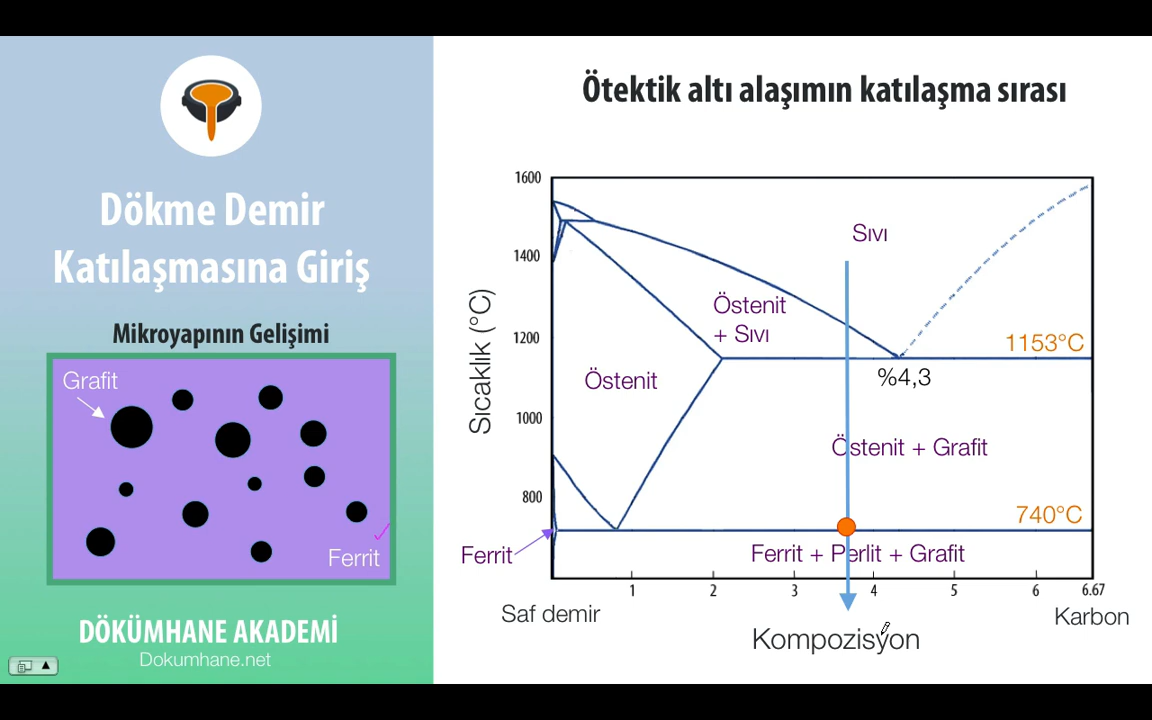 Dökme Demir
Katılaşmasına Giriş
Mikroyapının Gelişimi
Grafit
Ferrit
DÖKÜMHANE AKADEMİ
Dokumhane.net
Ötektik altı alaşımın katılaşma sırası
1600
1400
1200
1000
800
Sıcaklık (°C)
Sıvı
Östenit
+ Sıvı
1153°C
%4,3
Östenit
Östenit + Grafit
740°C
Ferrit
Ferrit + Perlit + Grafit
1 2 3 4 5 6 6.67
Saf demir
Karbon
Kompozisyon